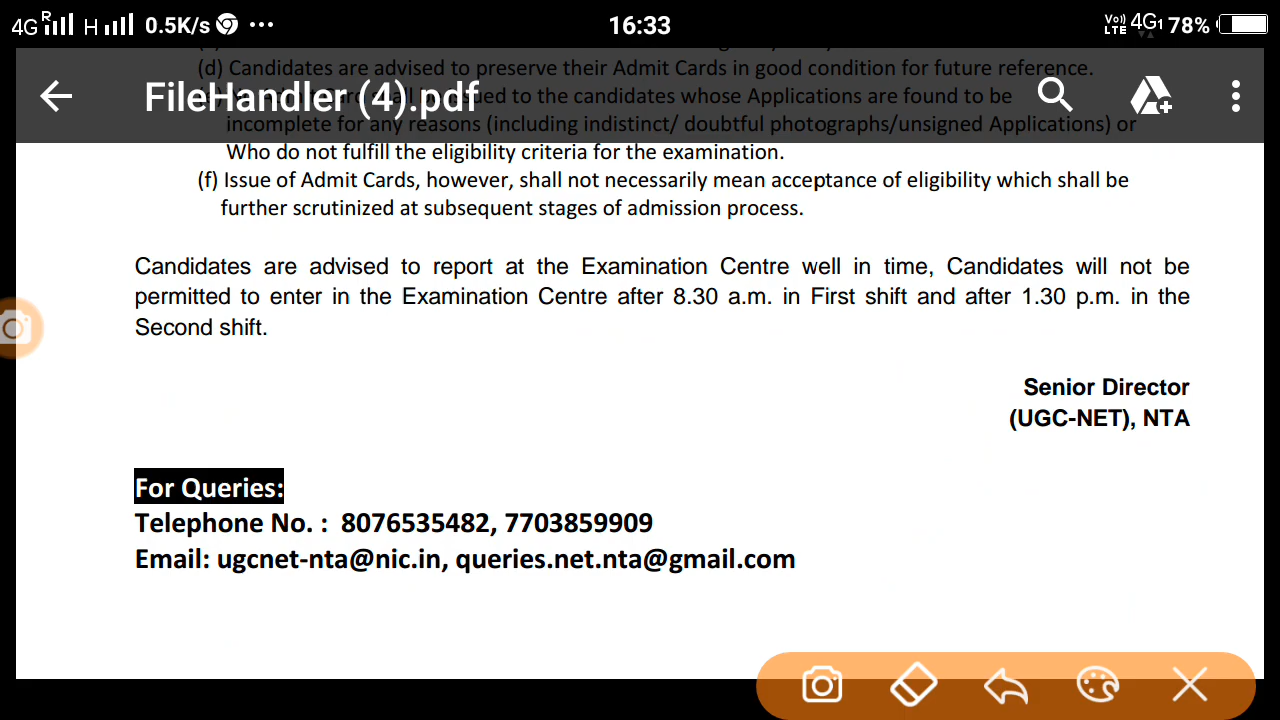 4G R H 0.5K/s ... 16:33 Vo)) LTE 4G1 78%
(d) Candidates are advised to preserve their Admit Cards in good condition for future reference.
FileHandler (4).pdf
to the candidates whose Applications are found to be
incomplete for any reasons (including indistinct/ doubtful photographs/unsigned Applications) or
Who do not fulfill the eligibility criteria for the examination.
(f) Issue of Admit Cards, however, shall not necessarily mean acceptance of eligibility which shall be
further scrutinized at subsequent stages of admission process.
Candidates are advised to report at the Examination Centre well in time, Candidates will not be
permitted to enter in the Examination Centre after 8.30 a.m. in First shift and after 1.30 p.m. in the
Second shift.
Senior Director
(UGC-NET), NTA
For Queries:
Telephone No. : 8076535482, 7703859909
Email: ugcnet-nta@nic.in, queries.net.nta@gmail.com